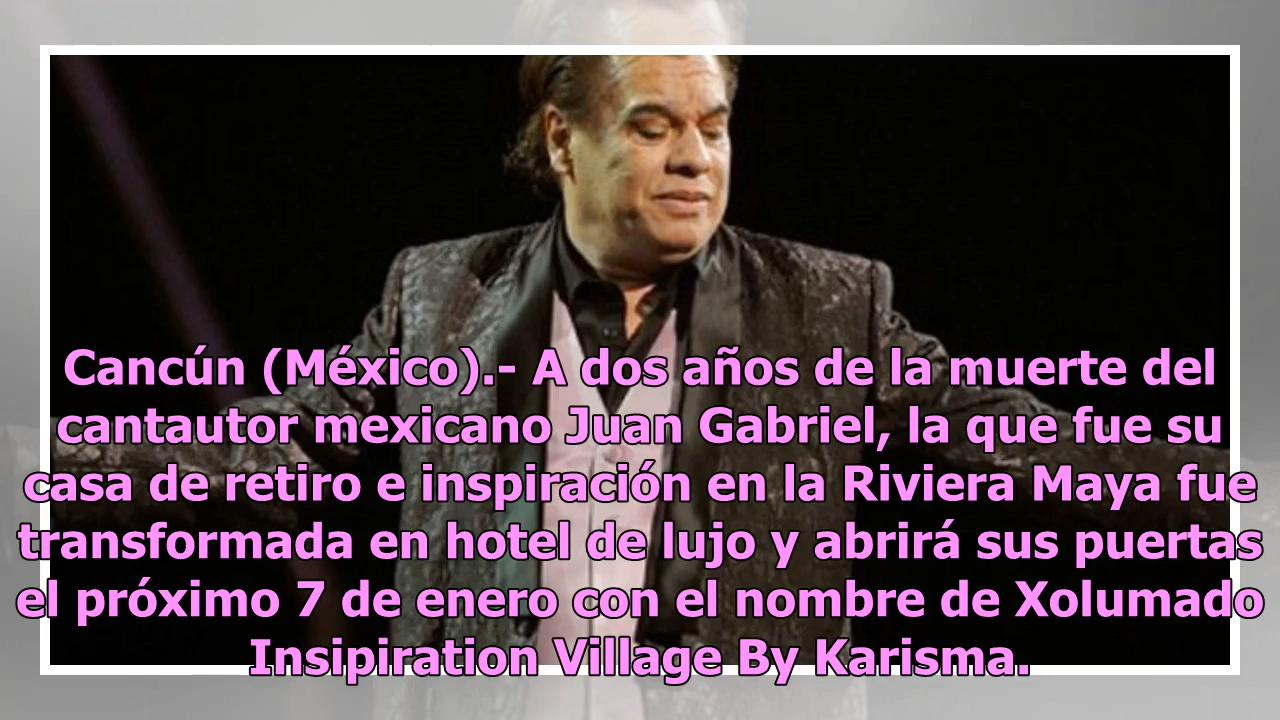 Cancún (México).- A dos años de la muerte del
cantautor mexicano Juan Gabriel, la que fue su
casa de retiro e inspiración en la Riviera Maya fue
transformada en hotel de lujo y abrirá sus puertas
el próximo 7 de enero con el nombre de Xolumado
Insipiration Village By Karisma.